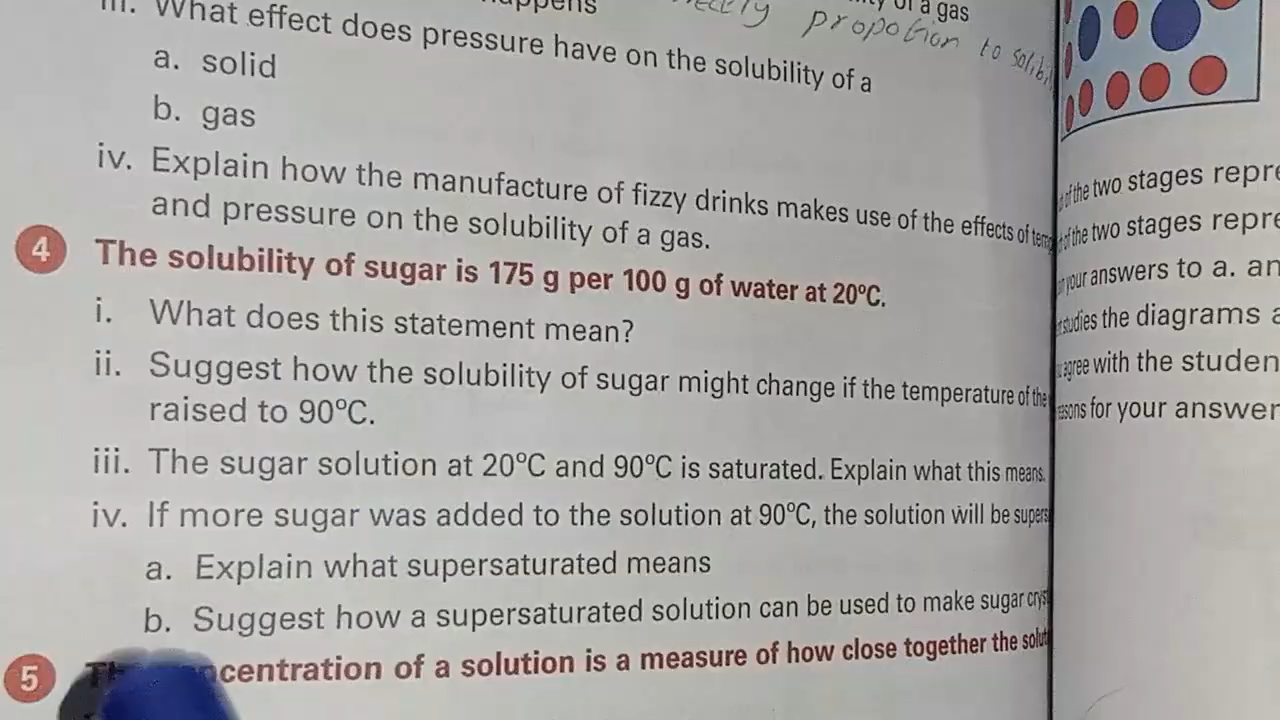 iii. What effect does pressure have on the solubility of a
a. solid
b. gas
iv. Explain how the manufacture of fizzy drinks makes use of the effects of
and pressure on the solubility of a gas.
4 The solubility of sugar is 175 g per 100 g of water at 20°C.
i. What does this statement mean?
ii. Suggest how the solubility of sugar might change if the temperature of the
raised to 90°C.
iii. The sugar solution at 20°C and 90°C is saturated. Explain what this means.
iv. If more sugar was added to the solution at 90°C, the solution will be
a. Explain what supersaturated means
b. Suggest how a supersaturated solution can be used to make sugar
5 of a solution is a measure of how close together the
of a gas
propotion to
of the two stages
of the two stages
your answers to a.
the diagrams
agree with the
for your answer